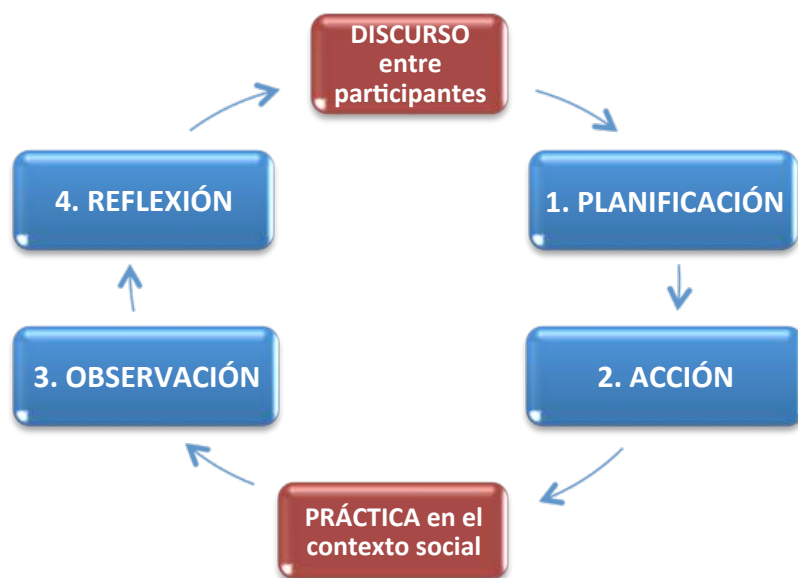 DISCURSO
entre
participantes
4. REFLEXIÓN
1. PLANIFICACIÓN
3. OBSERVACIÓN
2. ACCIÓN
PRÁCTICA en el
contexto social